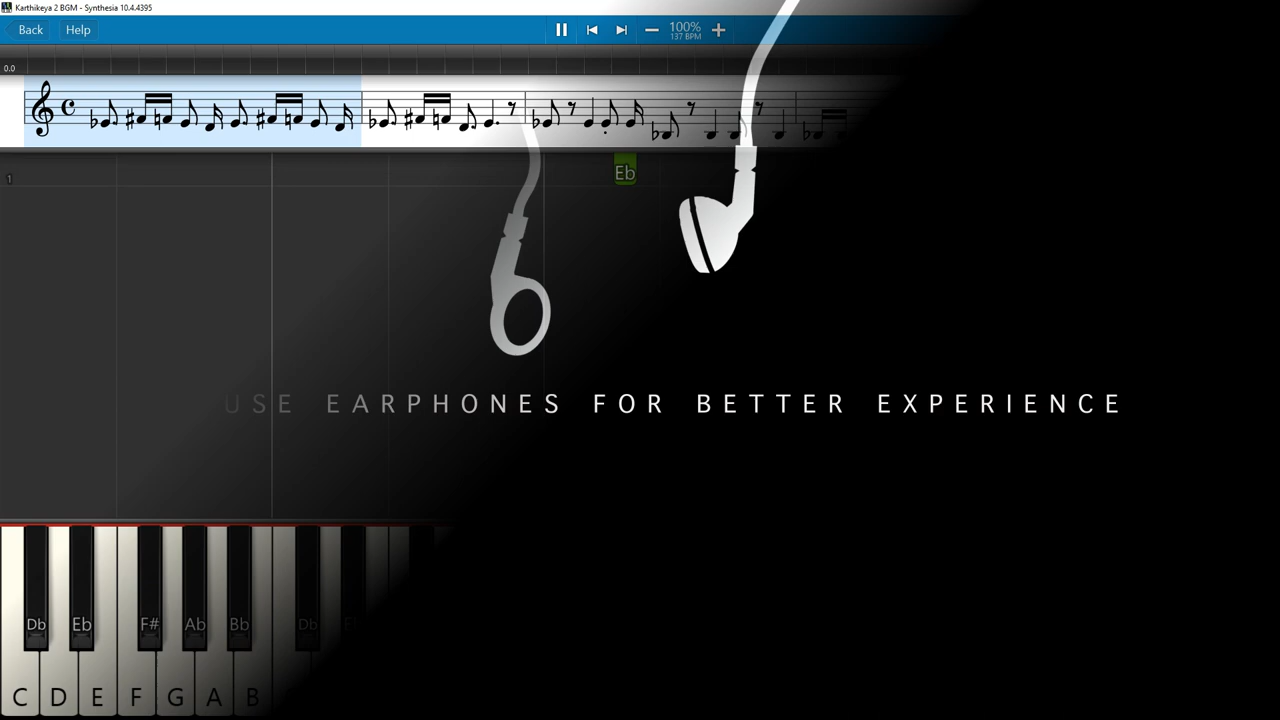 Karthikeya 2 BGM - Synthesia 10.4.4395
Back Help 100%
137 BPM
0.0
1
Eb
USE EARPHONES FOR BETTER EXPERIENCE
Db Eb F# Ab Bb Db
C D E F G A B